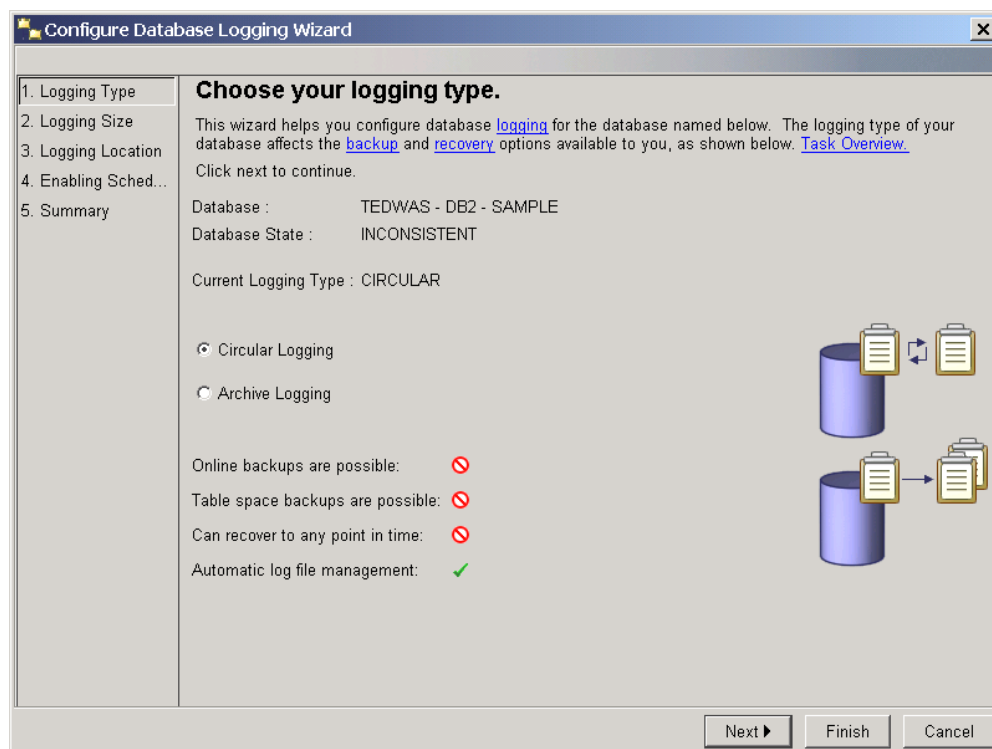 Configure Database Logging Wizard
1. Logging Type
2. Logging Size
3. Logging Location
4. Enabling Sched...
5. Summary
Choose your logging type.
This wizard helps you configure database logging for the database named below. The logging type of your
database affects the backup and recovery options available to you, as shown below. Task Overview.
Click next to continue.
Database : TEDWAS - DB2 - SAMPLE
Database State : INCONSISTENT
Current Logging Type : CIRCULAR
Circular Logging
Archive Logging
Online backups are possible:
Table space backups are possible:
Can recover to any point in time:
Automatic log file management:
Next
Finish
Cancel